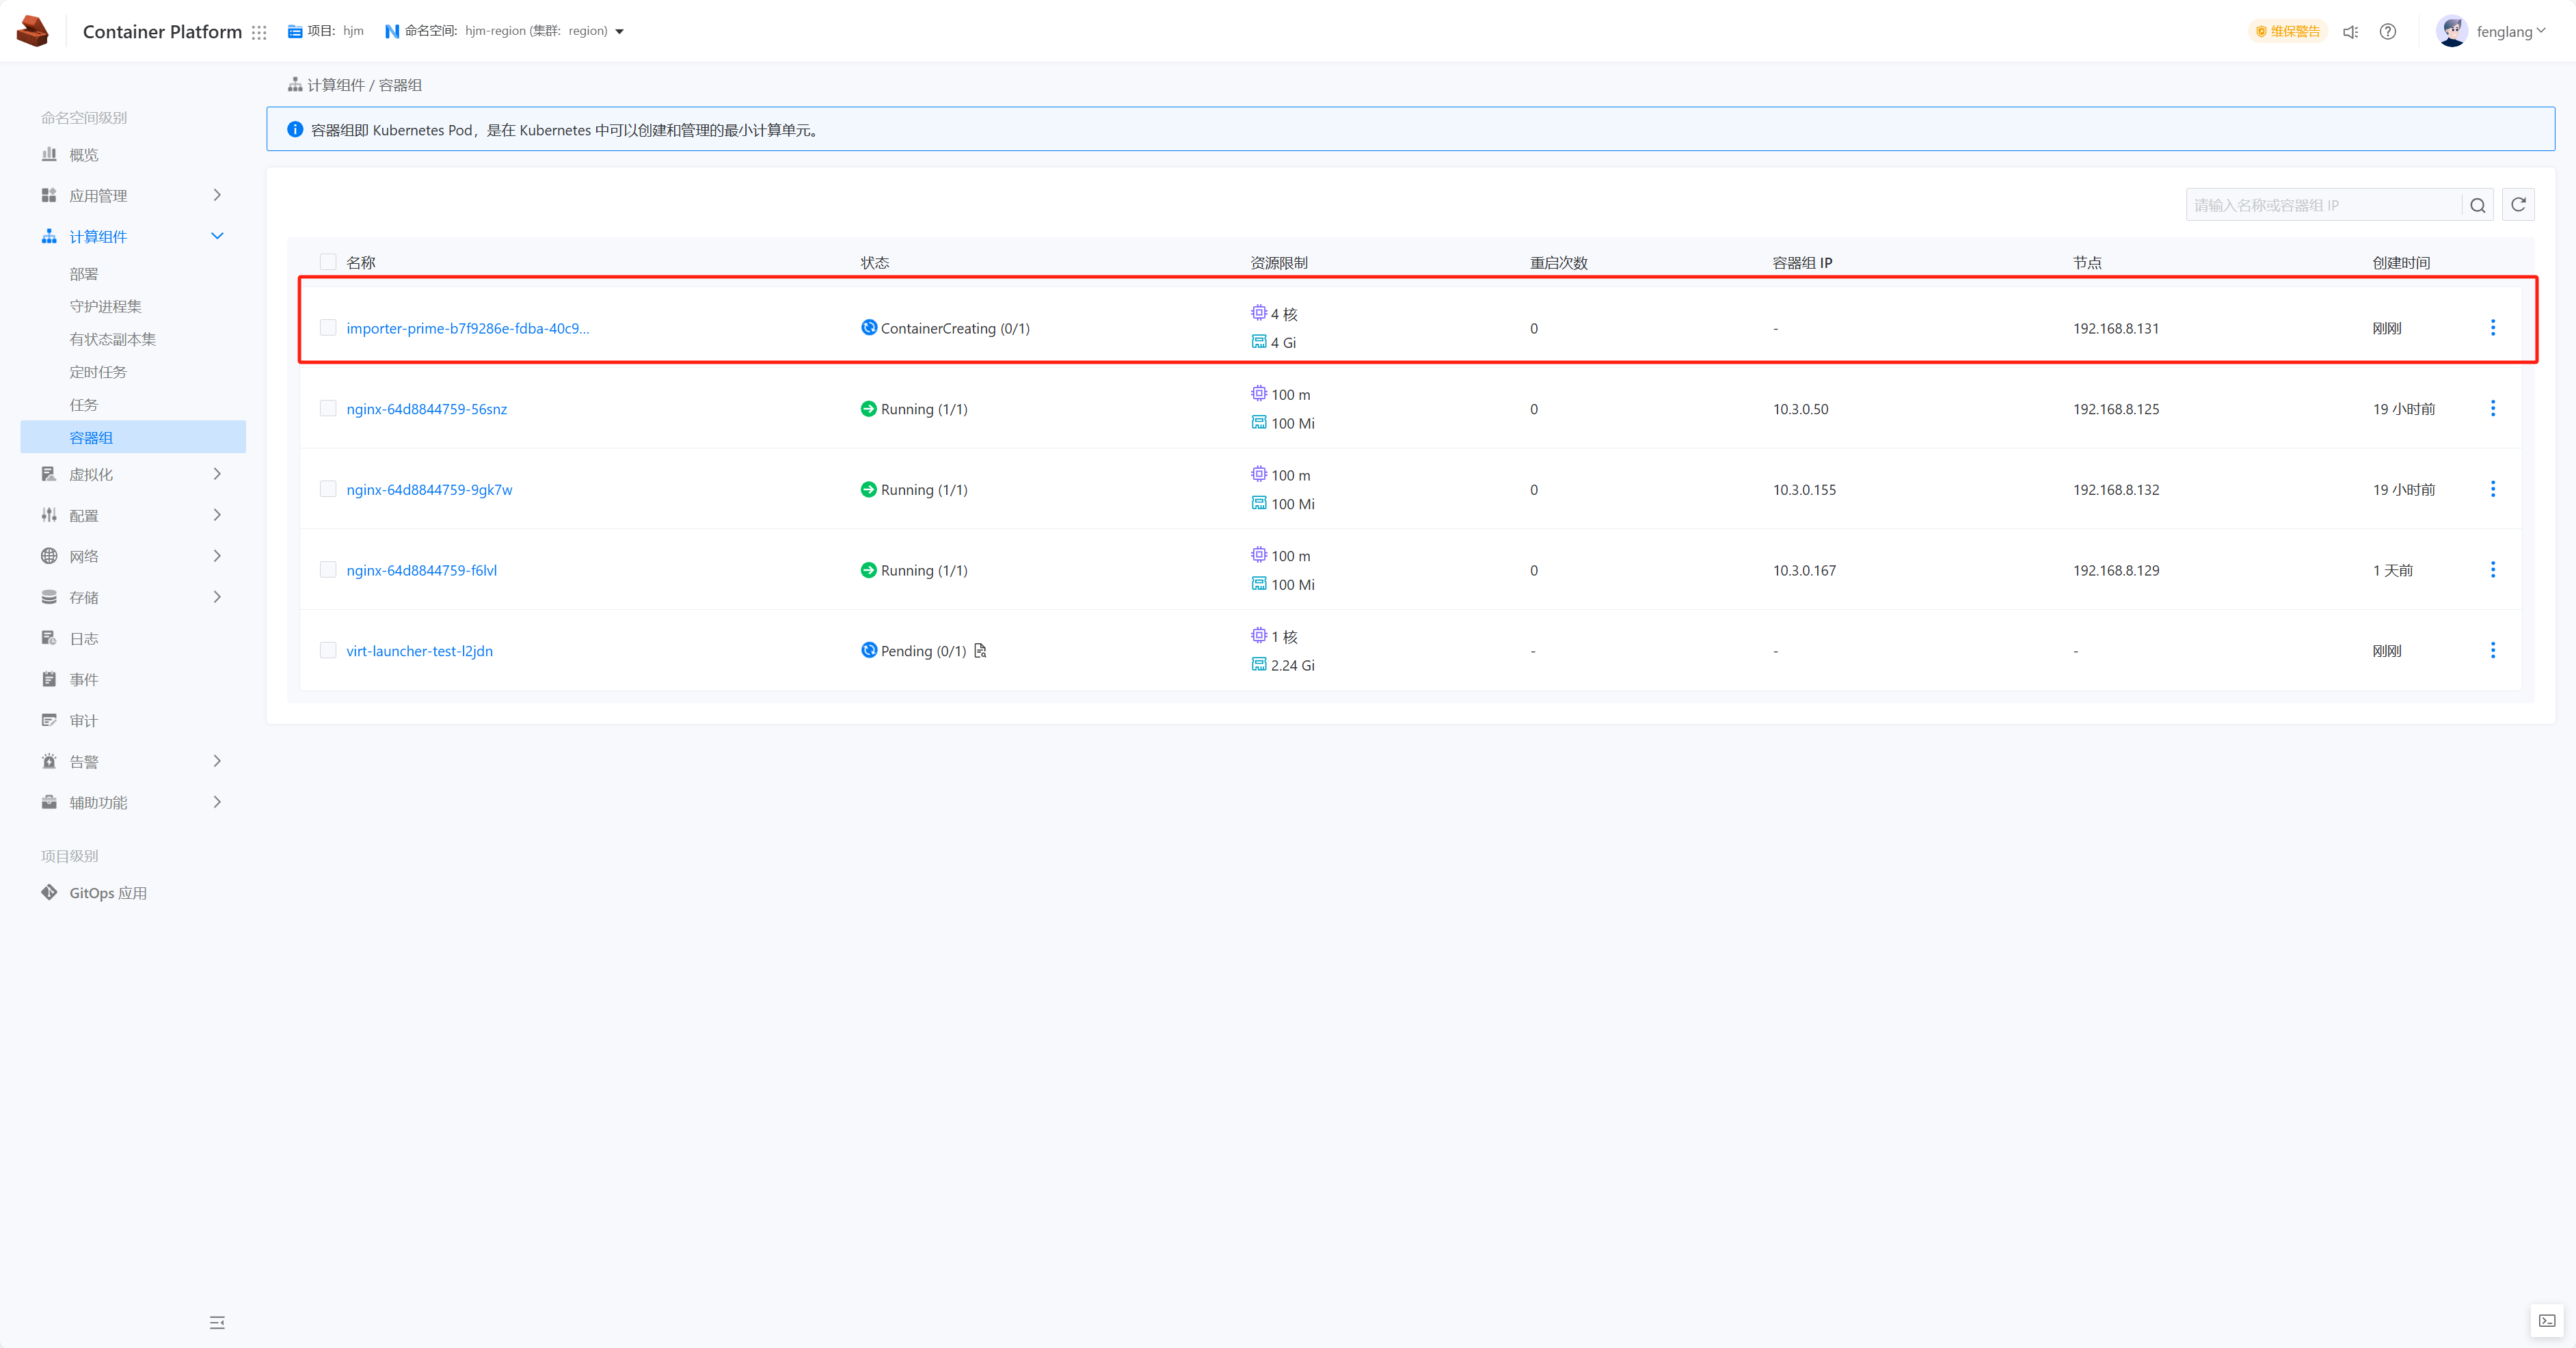 Container Platform 项目: hjm 命名空间: hjm-region (集群: region) 维保警告 fenglang
计算组件 / 容器组
命名空间级别
容器组即 Kubernetes Pod，是在 Kubernetes 中可以创建和管理的最小计算单元。
概览
应用管理
计算组件
部署
守护进程集
有状态副本集
定时任务
任务
容器组
虚拟化
配置
网络
存储
日志
事件
审计
告警
辅助功能
项目级别
GitOps 应用
请输入名称或容器组 IP
名称 状态 资源限制 重启次数 容器组 IP 节点 创建时间
importer-prime-b7f9286e-fdba-40c9... ContainerCreating (0/1) 4 核 0 - 192.168.8.131 刚刚
4 Gi
nginx-64d8844759-56snz Running (1/1) 100 m 0 10.3.0.50 192.168.8.125 19 小时前
100 Mi
nginx-64d8844759-9gk7w Running (1/1) 100 m 0 10.3.0.155 192.168.8.132 19 小时前
100 Mi
nginx-64d8844759-f6lvl Running (1/1) 100 m 0 10.3.0.167 192.168.8.129 1 天前
100 Mi
virt-launcher-test-l2jdn Pending (0/1) 1 核 - - - 刚刚
2.24 Gi